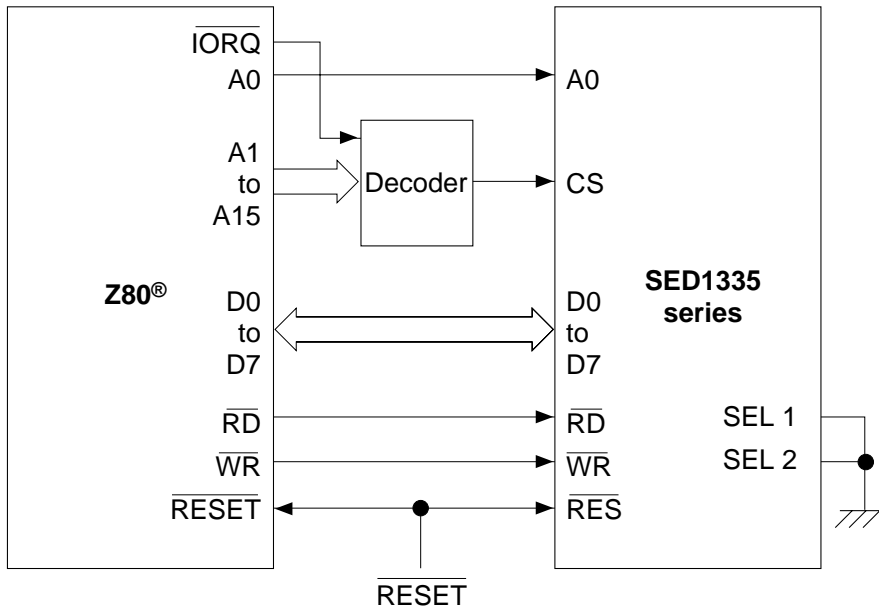 IORQ
A0
A1
to
A15
Z80®
D0
to
D7
RD
WR
RESET
Decoder
A0
CS
SED1335
series
D0
to
D7
RD
WR
RES
SEL 1
SEL 2
RESET